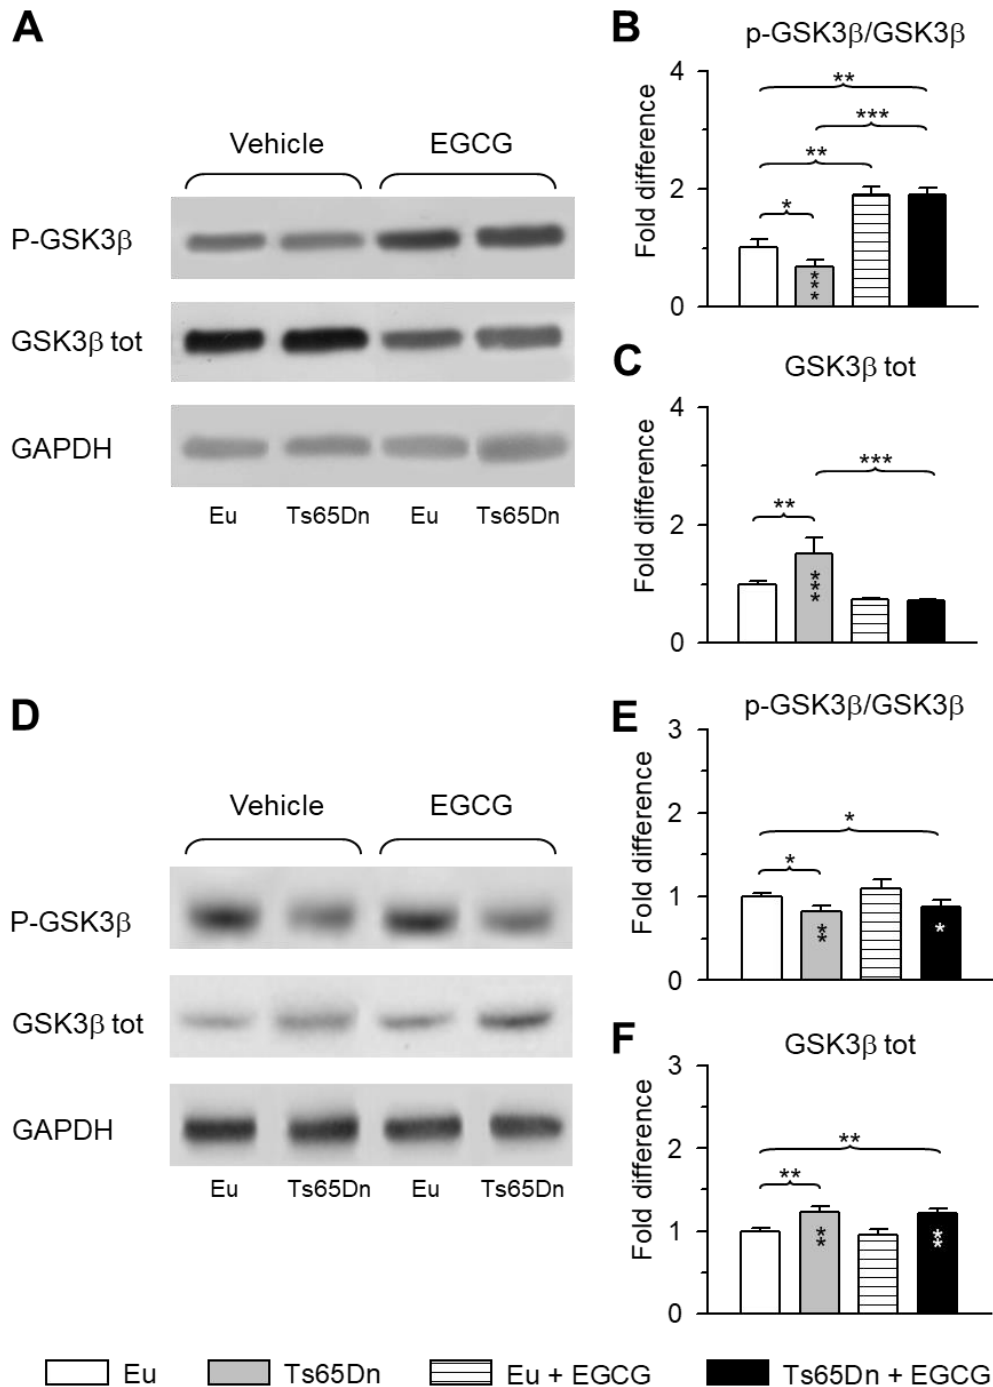 A
Vehicle EGCG
P-GSK3β
GSK3β tot
GAPDH
Eu Ts65Dn Eu Ts65Dn
B p-GSK3β/GSK3β
Fold difference
4
2
0
**
***
**
*
***
C GSK3β tot
Fold difference
4
2
0
***
**
***
D
Vehicle EGCG
P-GSK3β
GSK3β tot
GAPDH
Eu Ts65Dn Eu Ts65Dn
E p-GSK3β/GSK3β
Fold difference
3
2
1
0
*
*
**
*
F GSK3β tot
Fold difference
3
2
1
0
**
**
**
**
Eu Ts65Dn Eu + EGCG Ts65Dn + EGCG